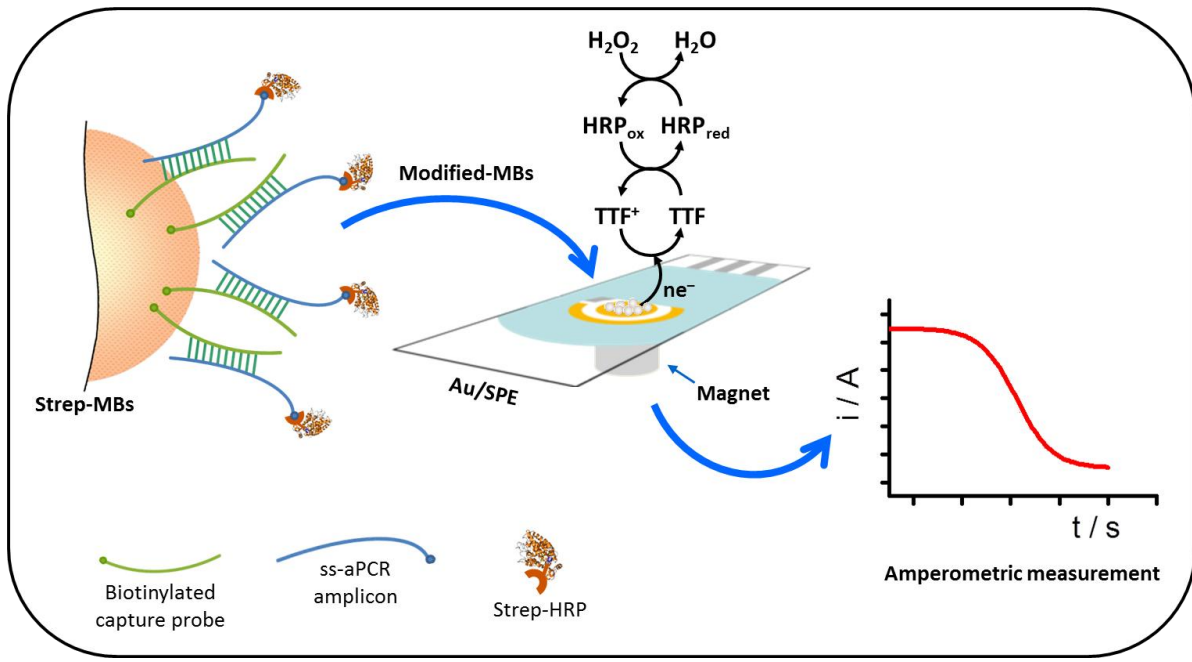 H₂O₂ H₂O
HRPox HRPred
Modified-MBs
TTF⁺ TTF
ne⁻
Strep-MBs
Au/SPE
Magnet
i / A
t / s
Amperometric measurement
Biotinylated
capture probe
ss-aPCR
amplicon
Strep-HRP